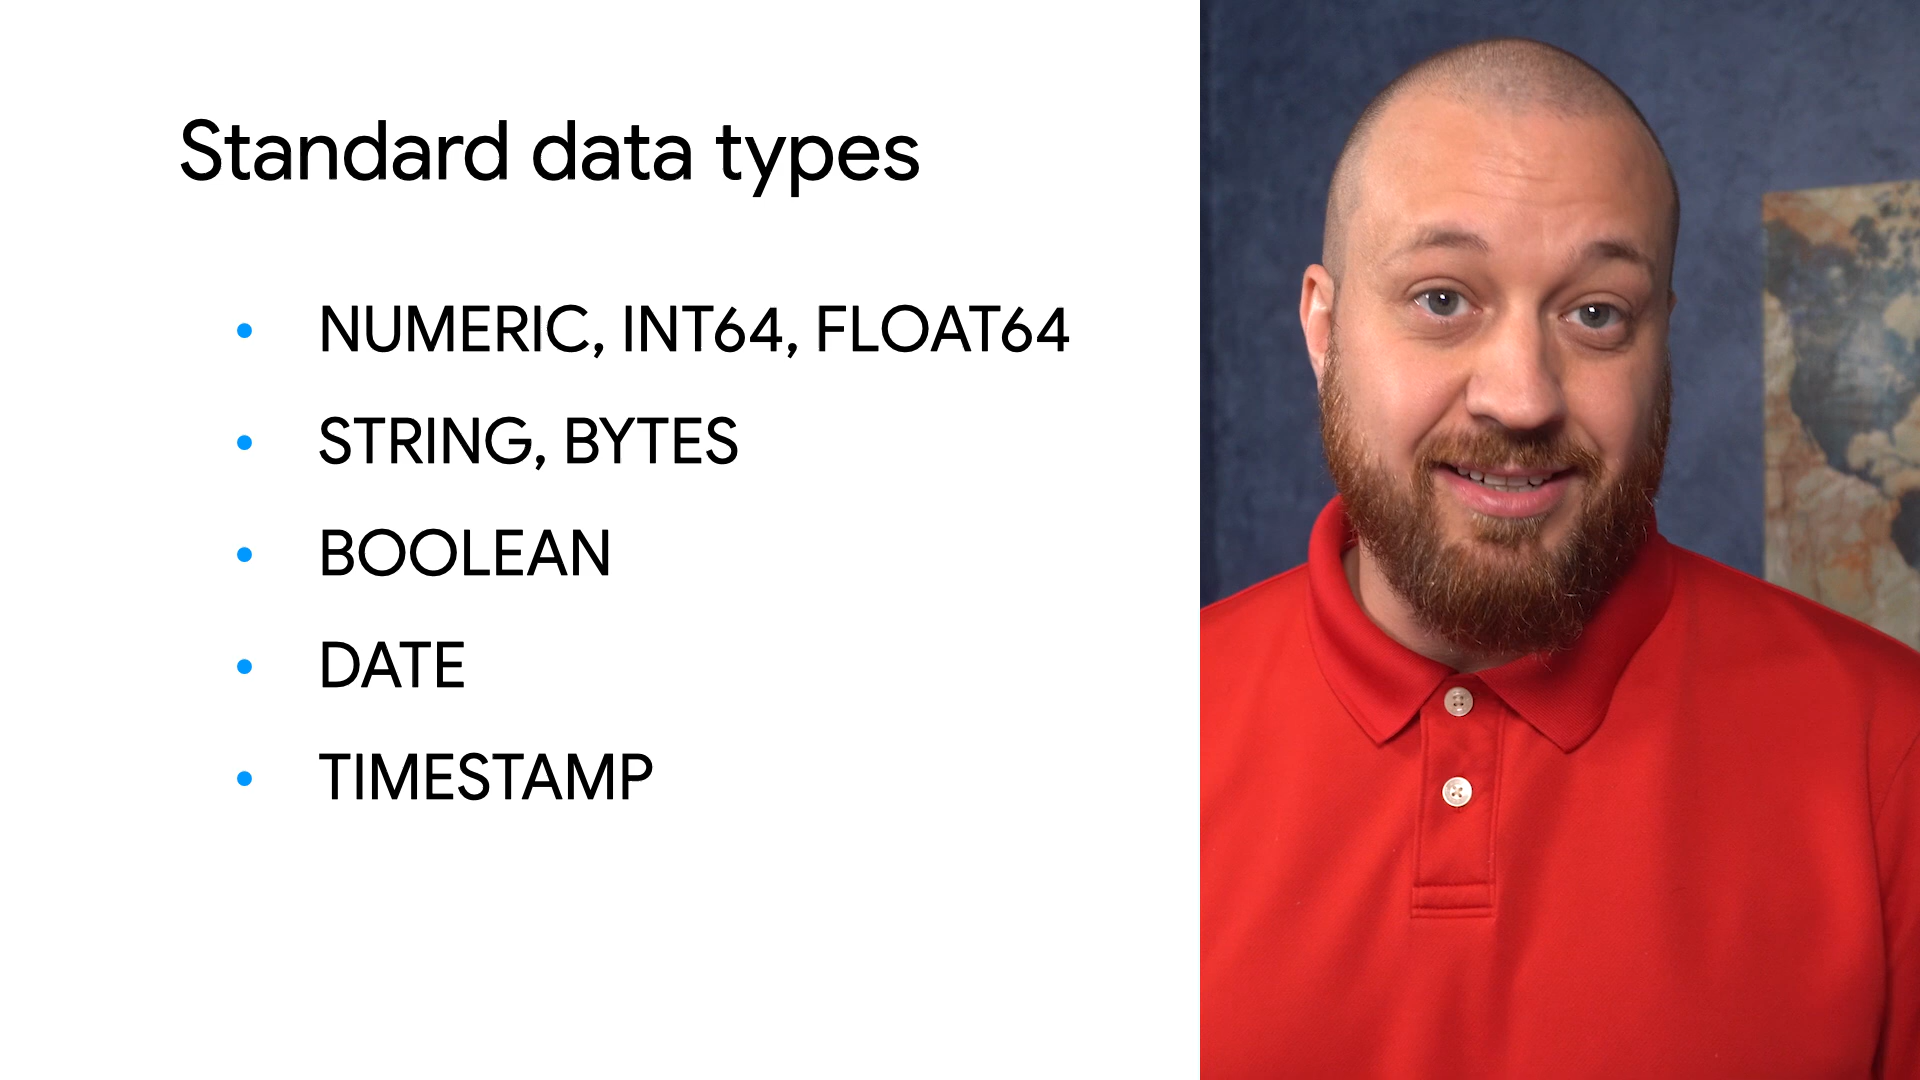 Standard data types
NUMERIC, INT64, FLOAT64
STRING, BYTES
BOOLEAN
DATE
TIMESTAMP